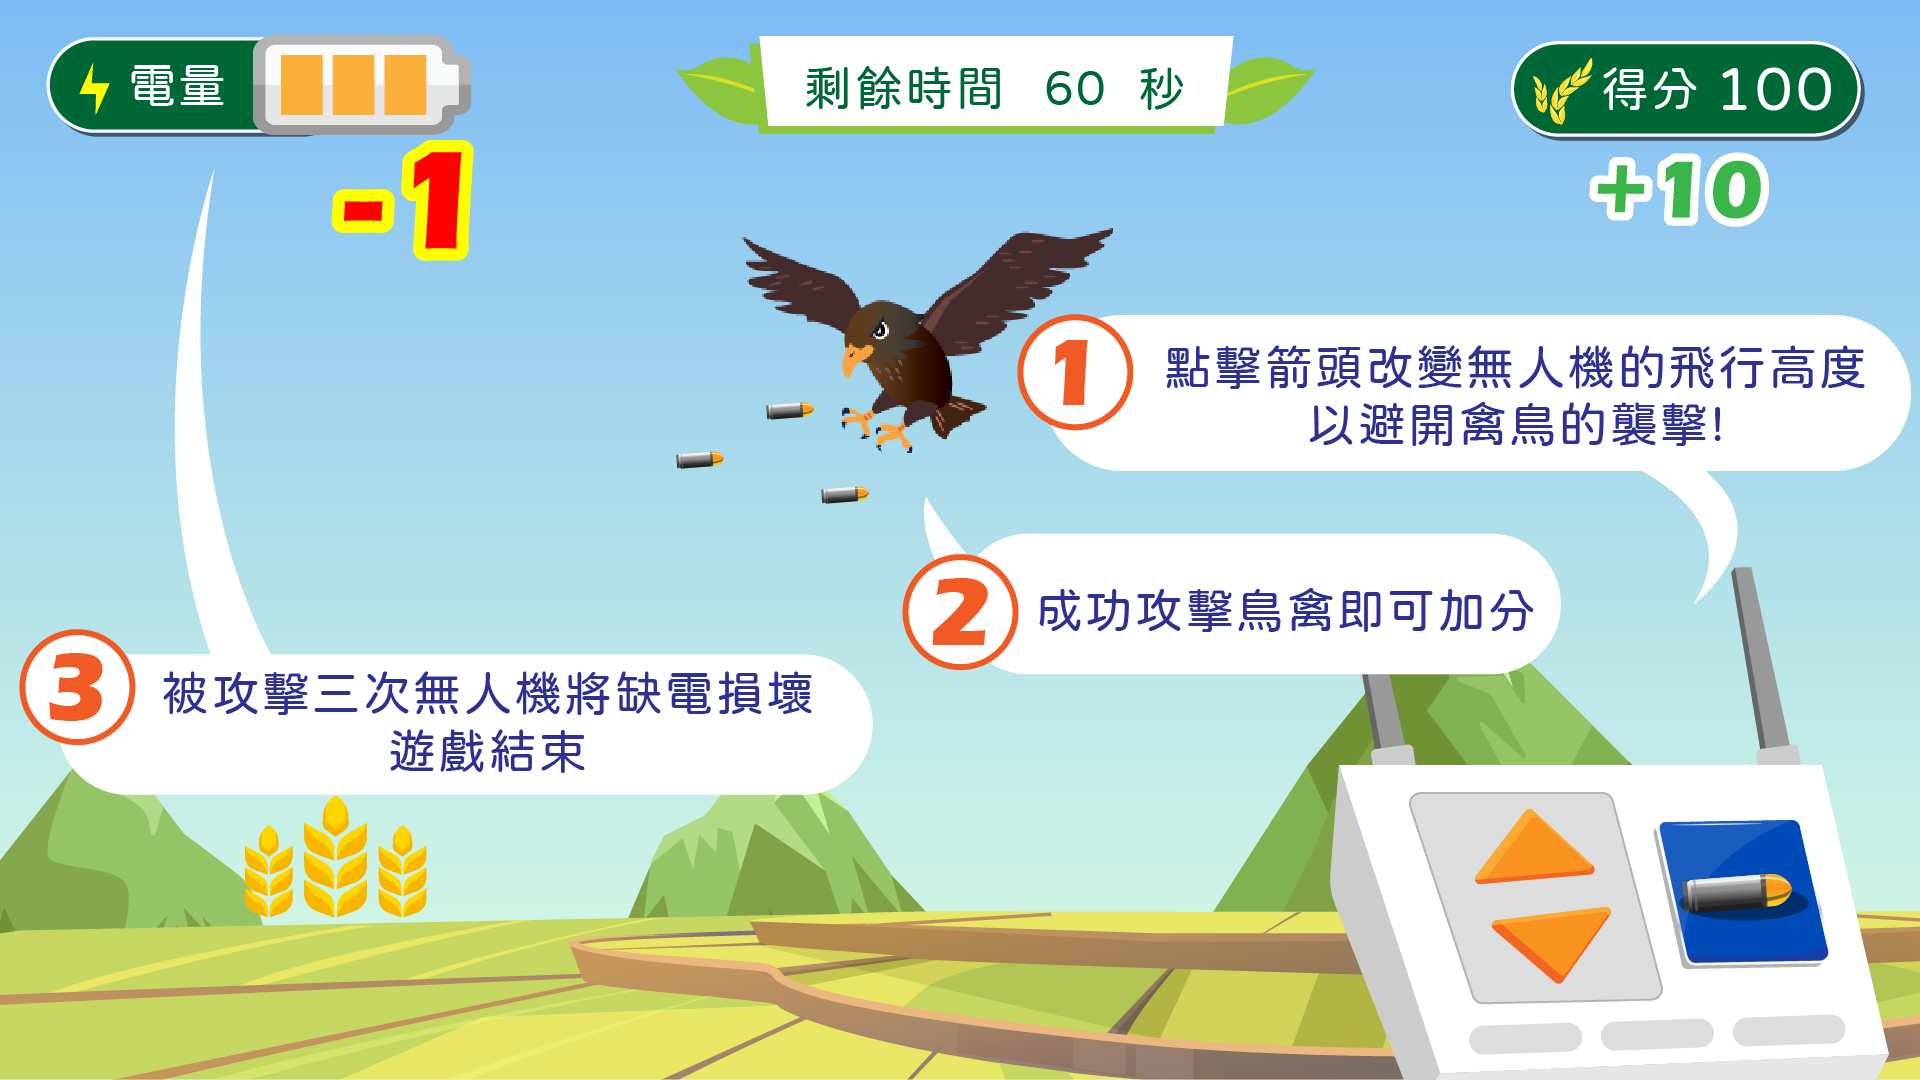 電量
剩餘時間 60 秒
得分 100
-1
+10
1
點擊箭頭改變無人機的飛行高度
以避開禽鳥的襲擊!
2
成功攻擊鳥禽即可加分
3
被攻擊三次無人機將缺電損壞
遊戲結束